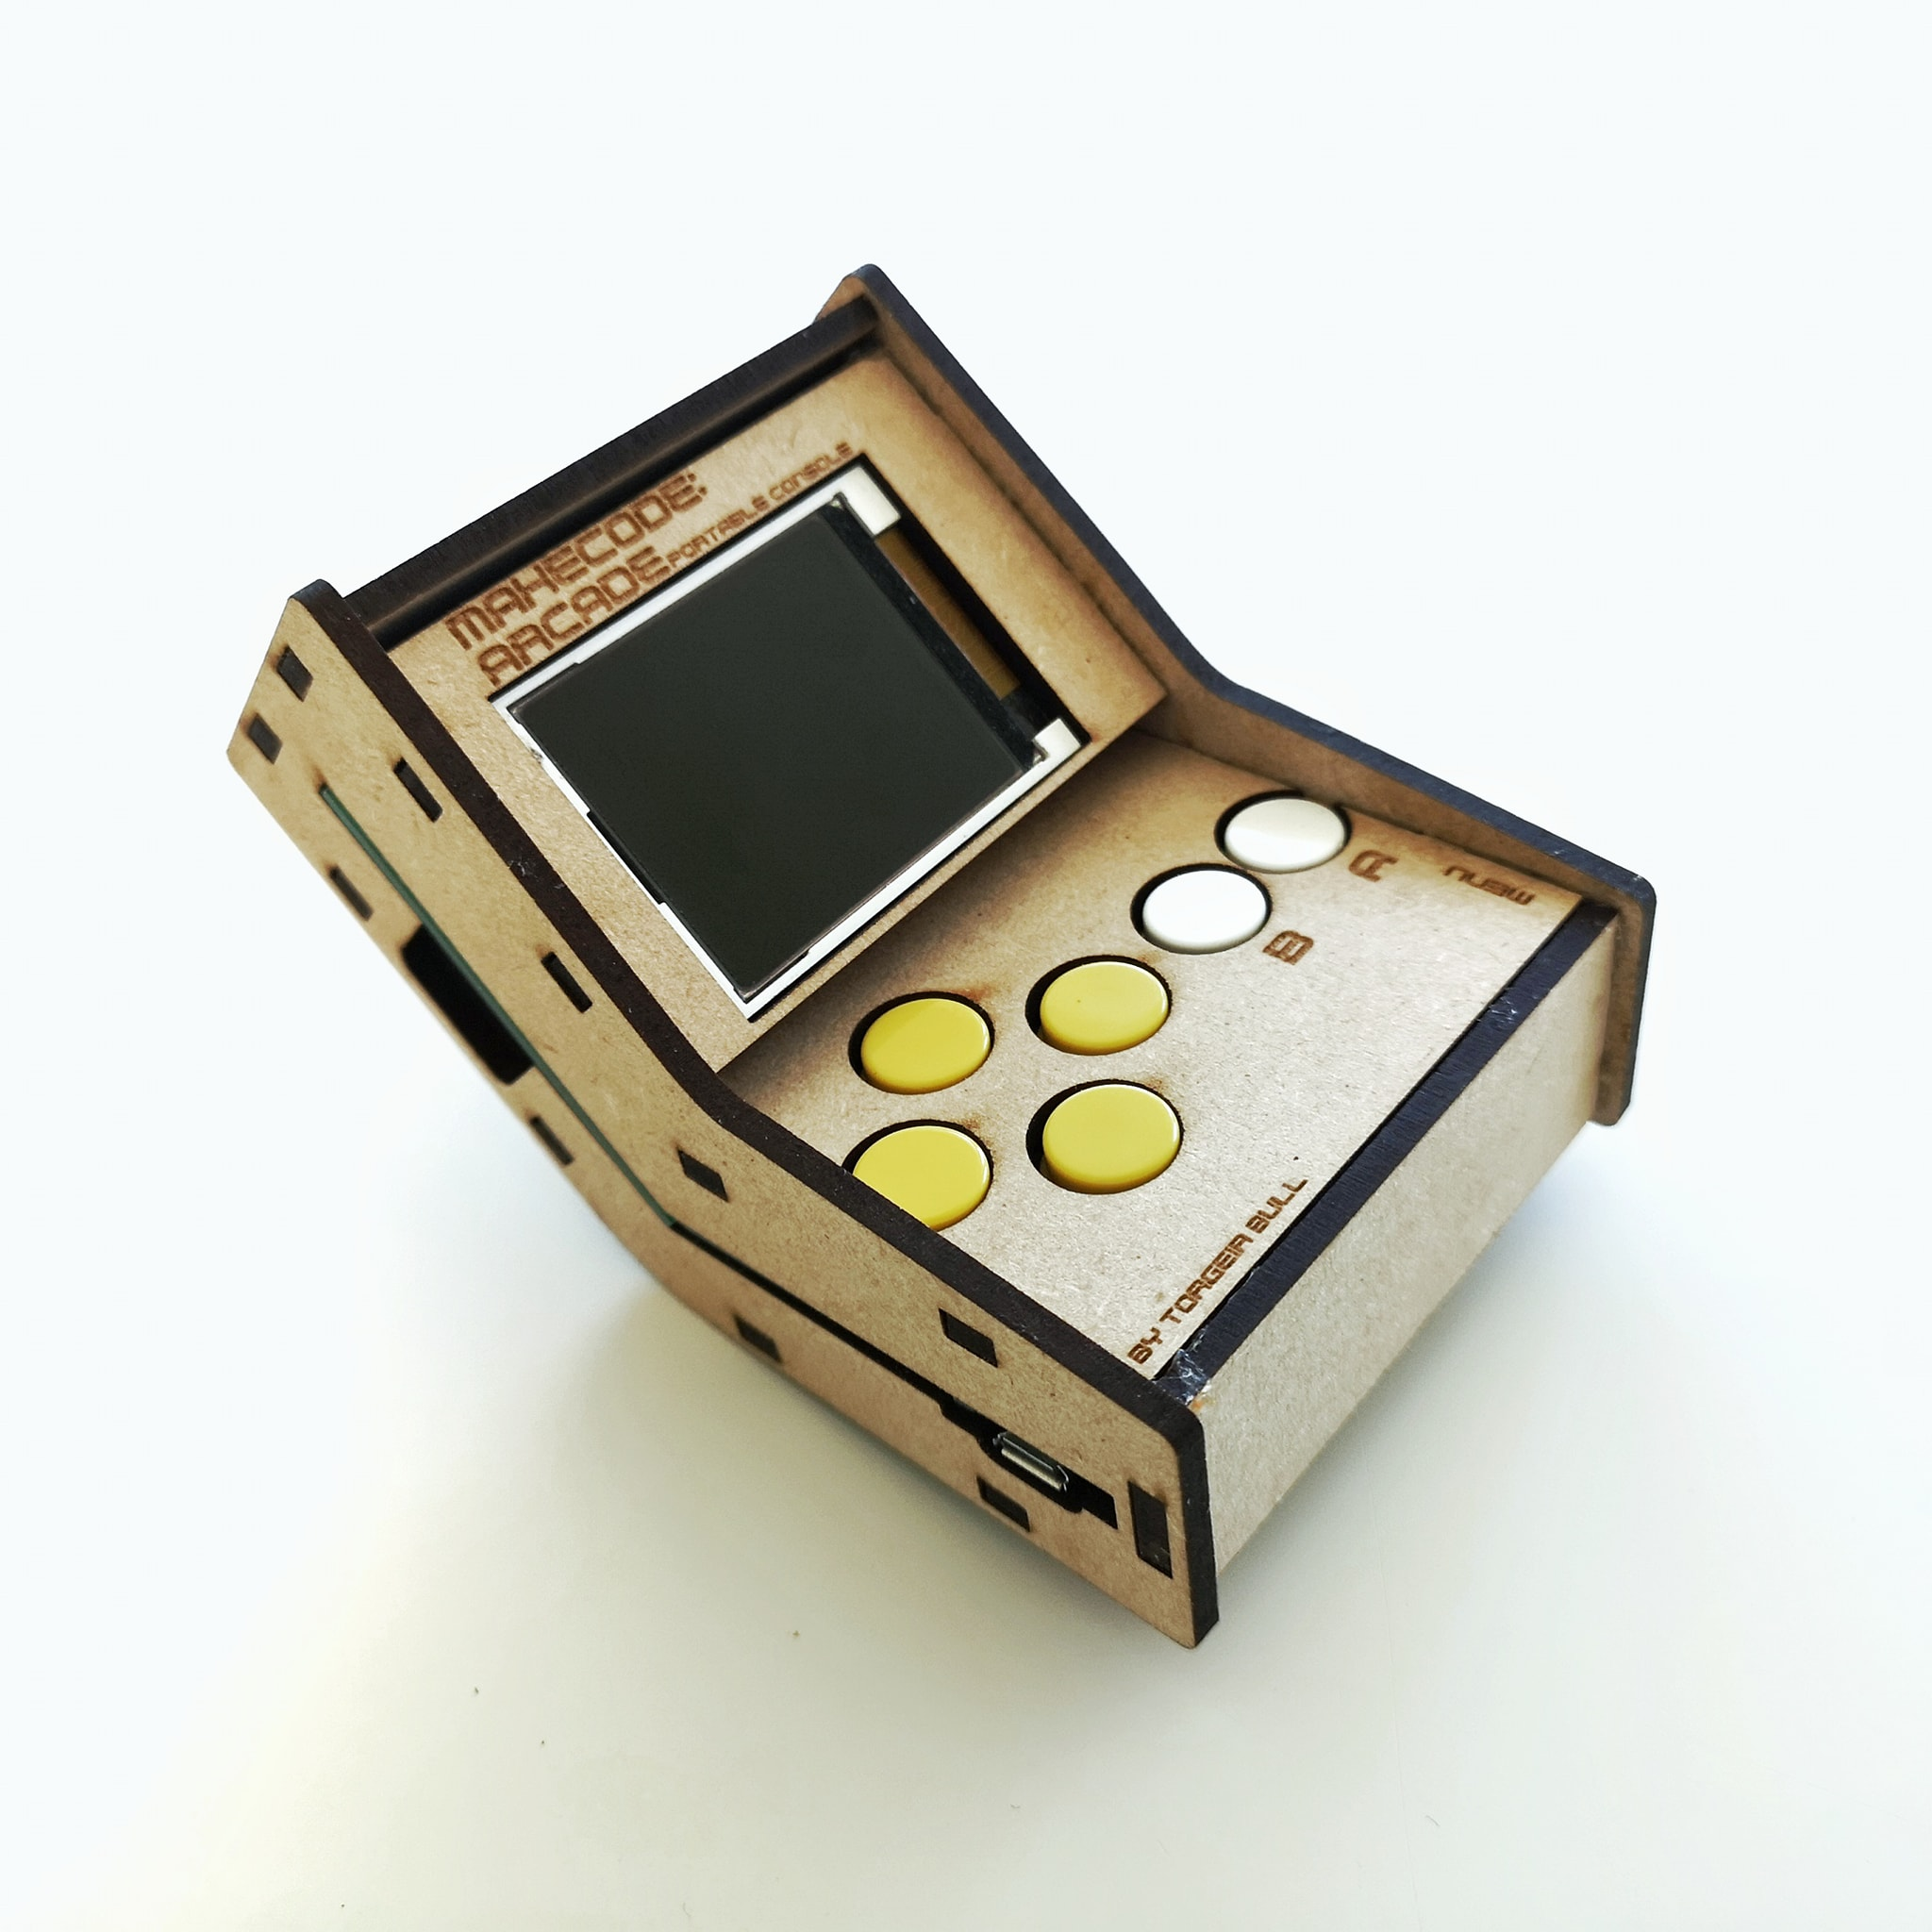 MAKECODE:
ARCADE PORTABLE CONSOLE
A
MENU
B
BY TORGEIR BULL